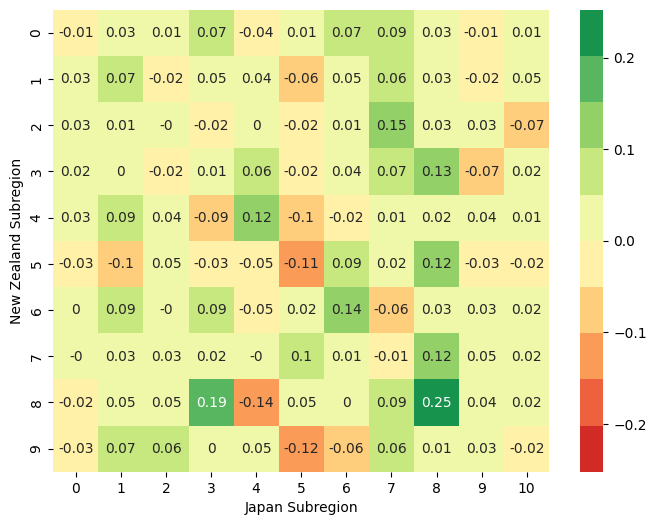 0 -0.01 0.03 0.01 0.07 -0.04 0.01 0.07 0.09 0.03 -0.01 0.01
1 0.03 0.07 -0.02 0.05 0.04 -0.06 0.05 0.06 0.03 -0.02 0.05
2 0.03 0.01 -0 -0.02 0 -0.02 0.01 0.15 0.03 0.03 -0.07
3 0.02 0 -0.02 0.01 0.06 -0.02 0.04 0.07 0.13 -0.07 0.02
4 0.03 0.09 0.04 -0.09 0.12 -0.1 -0.02 0.01 0.02 0.04 0.01
5 -0.03 -0.1 0.05 -0.03 -0.05 -0.11 0.09 0.02 0.12 -0.03 -0.02
6 0 0.09 -0 0.09 -0.05 0.02 0.14 -0.06 0.03 0.03 0.02
7 -0 0.03 0.03 0.02 -0 0.1 0.01 -0.01 0.12 0.05 0.02
8 -0.02 0.05 0.05 0.19 -0.14 0.05 0 0.09 0.25 0.04 0.02
9 -0.03 0.07 0.06 0 0.05 -0.12 -0.06 0.06 0.01 0.03 -0.02
0 1 2 3 4 5 6 7 8 9 10
Japan Subregion
New Zealand Subregion
0.2
0.1
0.0
−0.1
−0.2